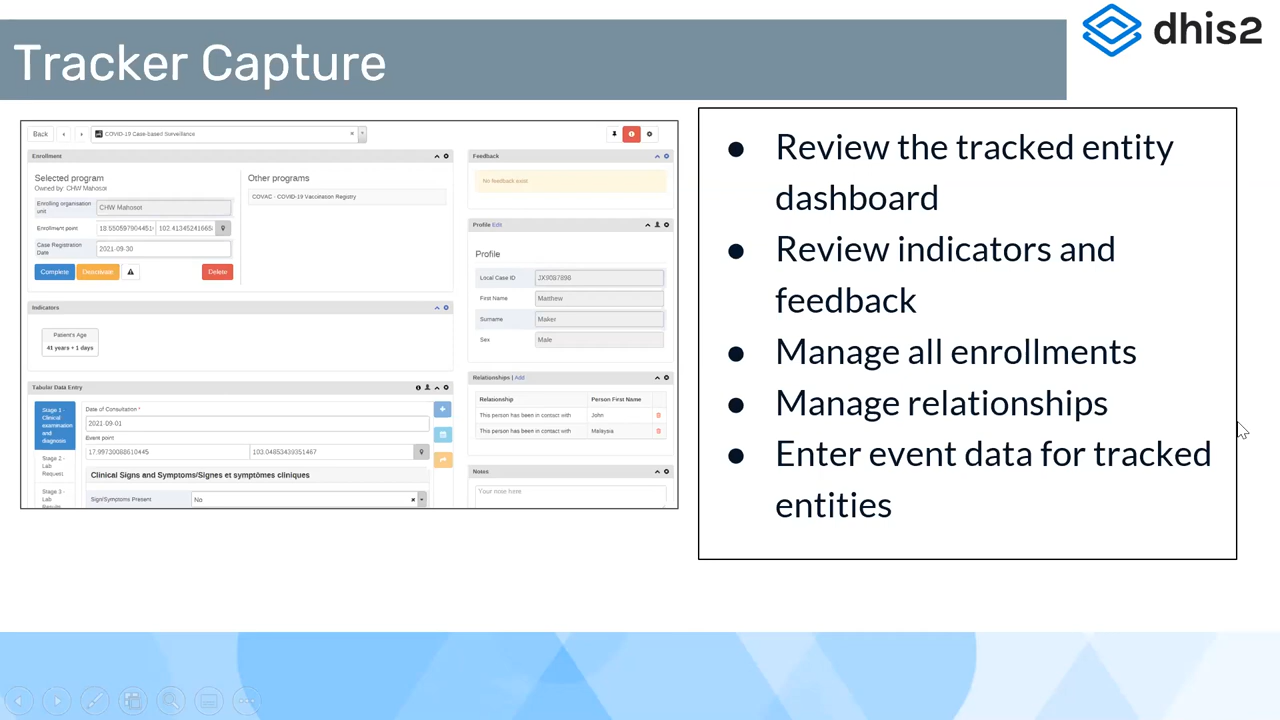 Tracker Capture
dhis2
Back
COVID-19 Case-based Surveillance
Enrollment
Selected program
Owned by: CHW Mahosot
Enrolling organisation
unit
CHW Mahosot
Enrollment point
102.41345241665
Case Registration
Date
2021-09-30
Complete
Deactivate
Delete
Other programs
COVAC - COVID-19 Vaccination Registry
Indicators
Patient's Age
41 years + 1 days
Tabular Data Entry
Stage 1 -
Clinical
examination
and
diagnosis
Stage 2 -
Lab
Request
Stage 3 -
Lab
Results
Date of Consultation *
2021-09-01
Event point
17.99730088610445
103.04853439351467
Clinical Signs and Symptoms/Signes et symptômes cliniques
Sign/Symptoms Present
No
Feedback
No feedback exist
Profile Edit
Profile
Local Case ID
JX9087898
First Name
Matthew
Surname
Maker
Sex
Male
Relationships | Add
Relationship
Person First Name
This person has been in contact with
John
This person has been in contact with
Malaysia
Notes
Your note here
● Review the tracked entity
dashboard
● Review indicators and
feedback
● Manage all enrollments
● Manage relationships
● Enter event data for tracked
entities